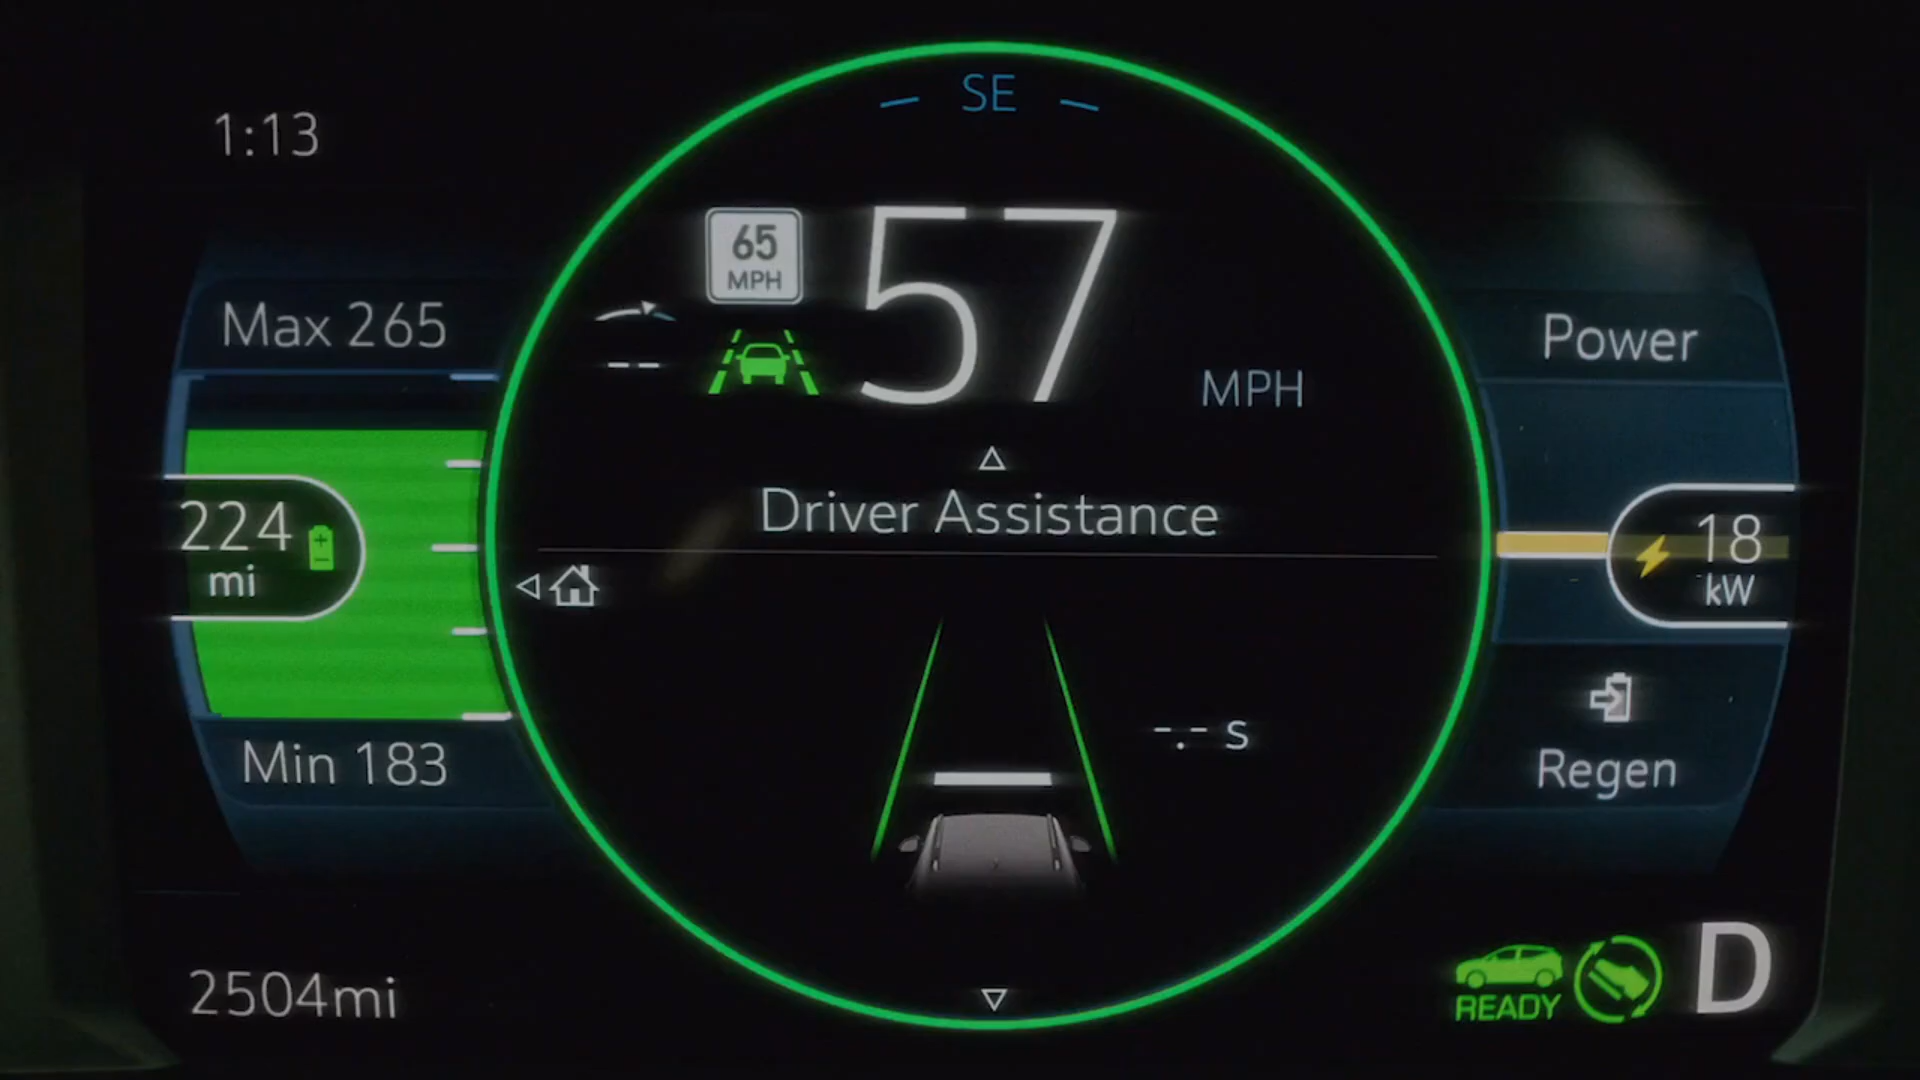 SE
1:13
65
MPH
57
MPH
Max 265
Power
--
Driver Assistance
224
mi
18
kW
-.- s
Min 183
Regen
2504mi
READY
D